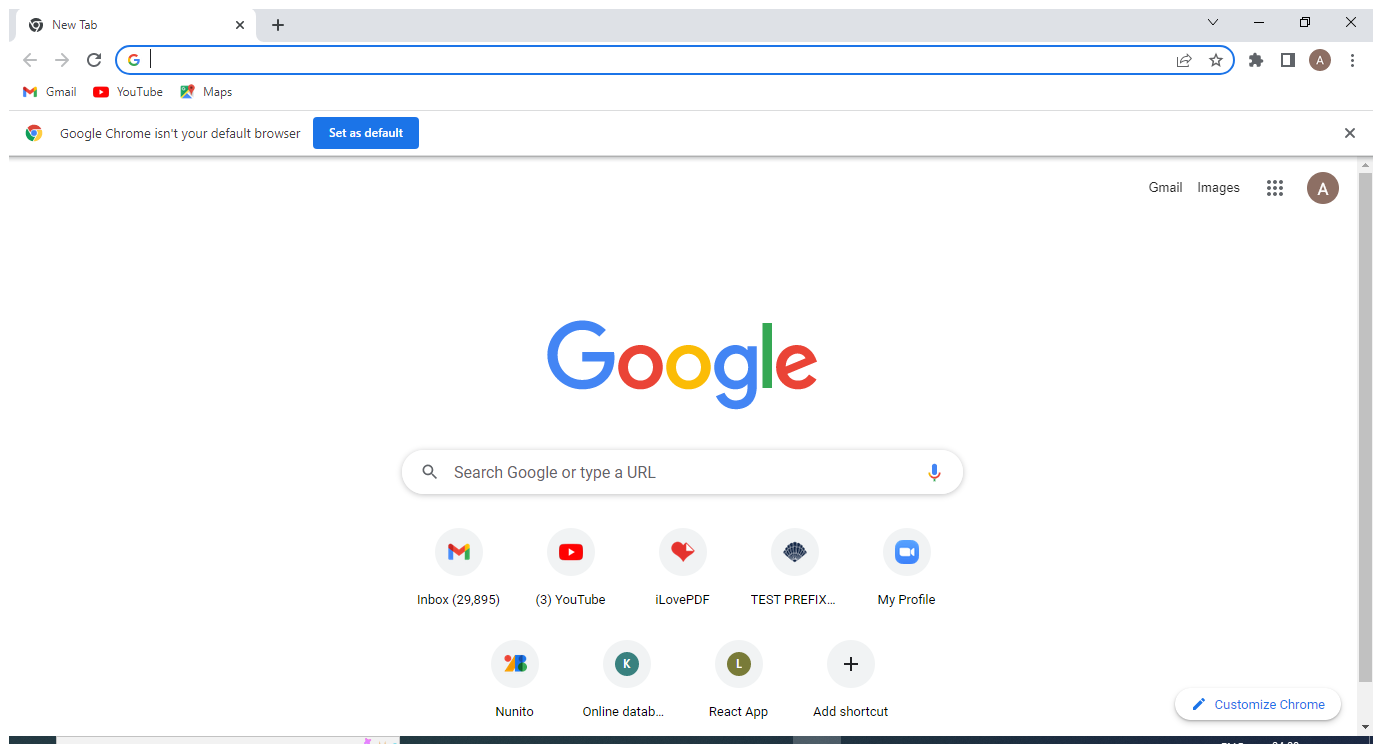 New Tab
Gmail YouTube Maps
Google Chrome isn't your default browser Set as default
Gmail Images A
A
Google
Search Google or type a URL
Inbox (29,895) (3) YouTube iLovePDF TEST PREFIX... My Profile
K L
Nunito Online datab... React App Add shortcut
Customize Chrome